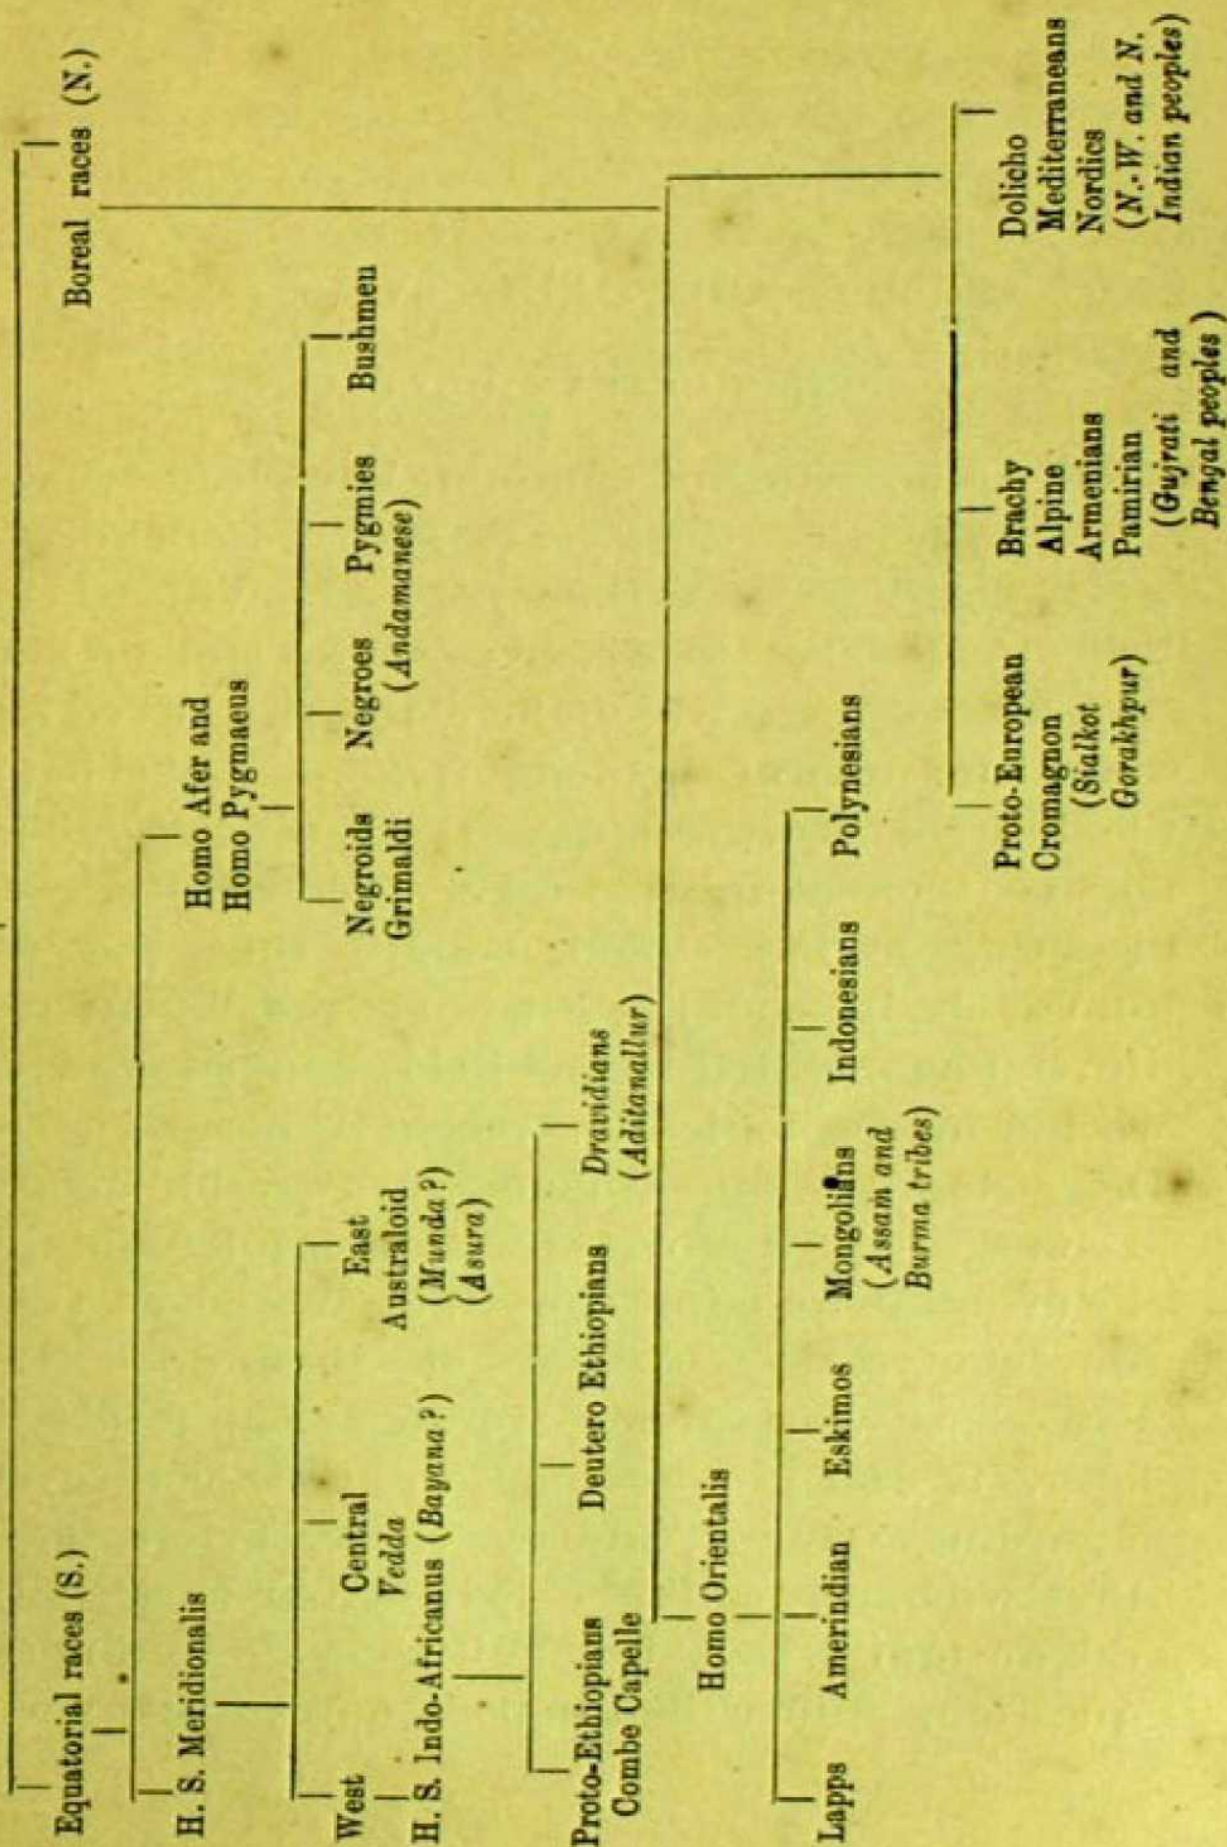 Equatorial races (S.)
Boreal races (N.)
H. S. Meridionalis
Homo Afer and
Homo Pygmaeus
West
Central
Vedda
East
Australoid
(Munda ?)
(Asura)
Negroids
Grimaldi
Negroes
Pygmies
(Andamanese)
Bushmen
H. S. Indo-Africanus (Bayana ?)
Proto-Ethiopians
Combe Capelle
Deutero Ethiopians
Dravidians
(Aditanallur)
Homo Orientalis
Lapps
Amerindian
Eskimos
Mongolians
(Assam and
Burma tribes)
Indonesians
Polynesians
Proto-European
Cromagnon
(Sialkot
Gorakhpur)
Brachy
Alpine
Armenians
Pamirian
(Gujrati and
Bengal peoples)
Dolicho
Mediterraneans
Nordics
(N.-W. and N.
Indian peoples)